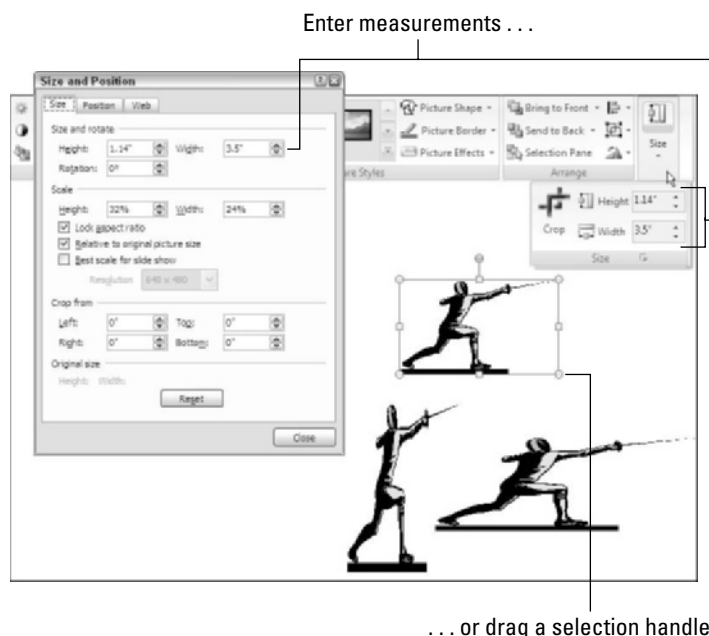 Enter measurements . . .
Size and Position
Size Position Web
Size and rotate
Height: 1.14" Width: 3.5"
Rotation: 0°
Scale
Height: 32% Width: 24%
Lock aspect ratio
Relative to original picture size
Best scale for slide show
Resolution 640 x 480
Crop from
Left: 0" Top: 0"
Right: 0" Bottom: 0"
Original size
Height: Width:
Reset
Close
Picture Shape
Picture Border
Picture Effects
ure Styles
Bring to Front
Send to Back
Selection Pane
Arrange
Size
Crop
Height 1.14"
Width 3.5"
Size
. . . or drag a selection handle